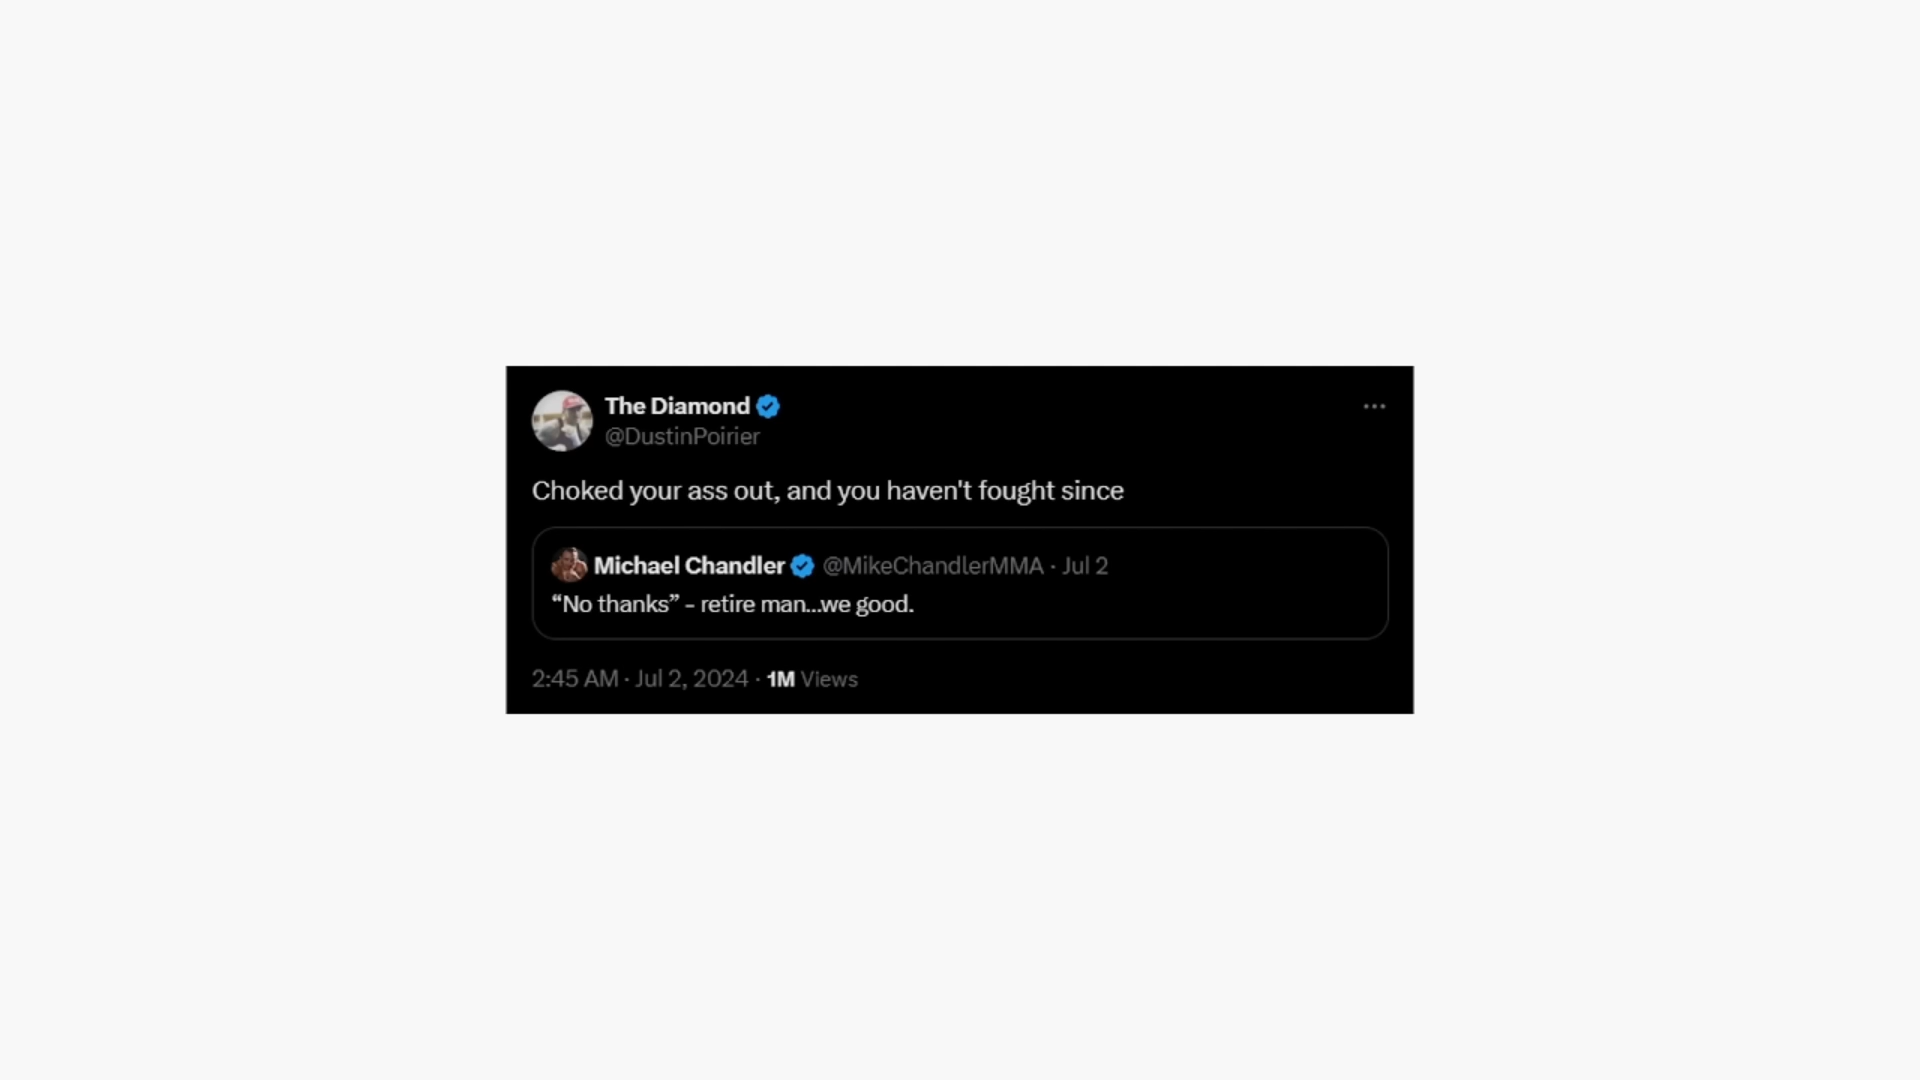 The Diamond
@DustinPoirier
Choked your ass out, and you haven't fought since
Michael Chandler @MikeChandlerMMA · Jul 2
“No thanks” - retire man...we good.
2:45 AM · Jul 2, 2024 · 1M Views